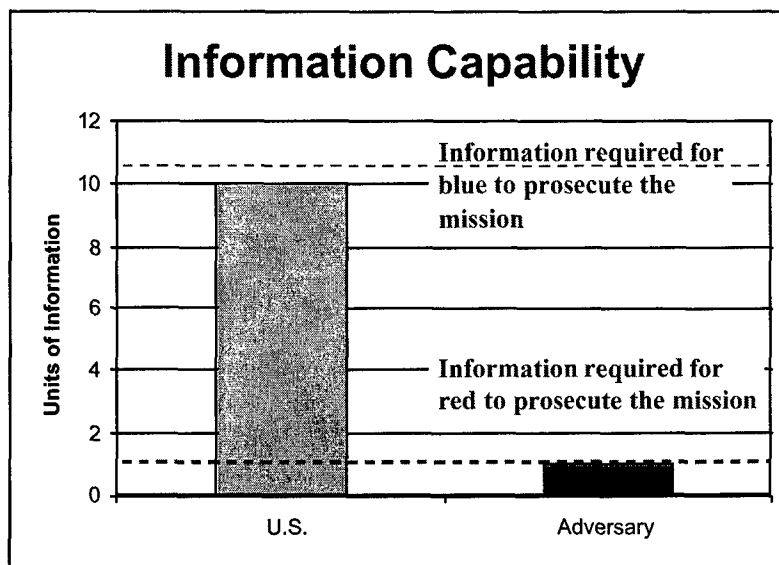 Information Capability
Units of Information
12
10
8
6
4
2
0
Information required for
blue to prosecute the
mission
Information required for
red to prosecute the mission
U.S.
Adversary